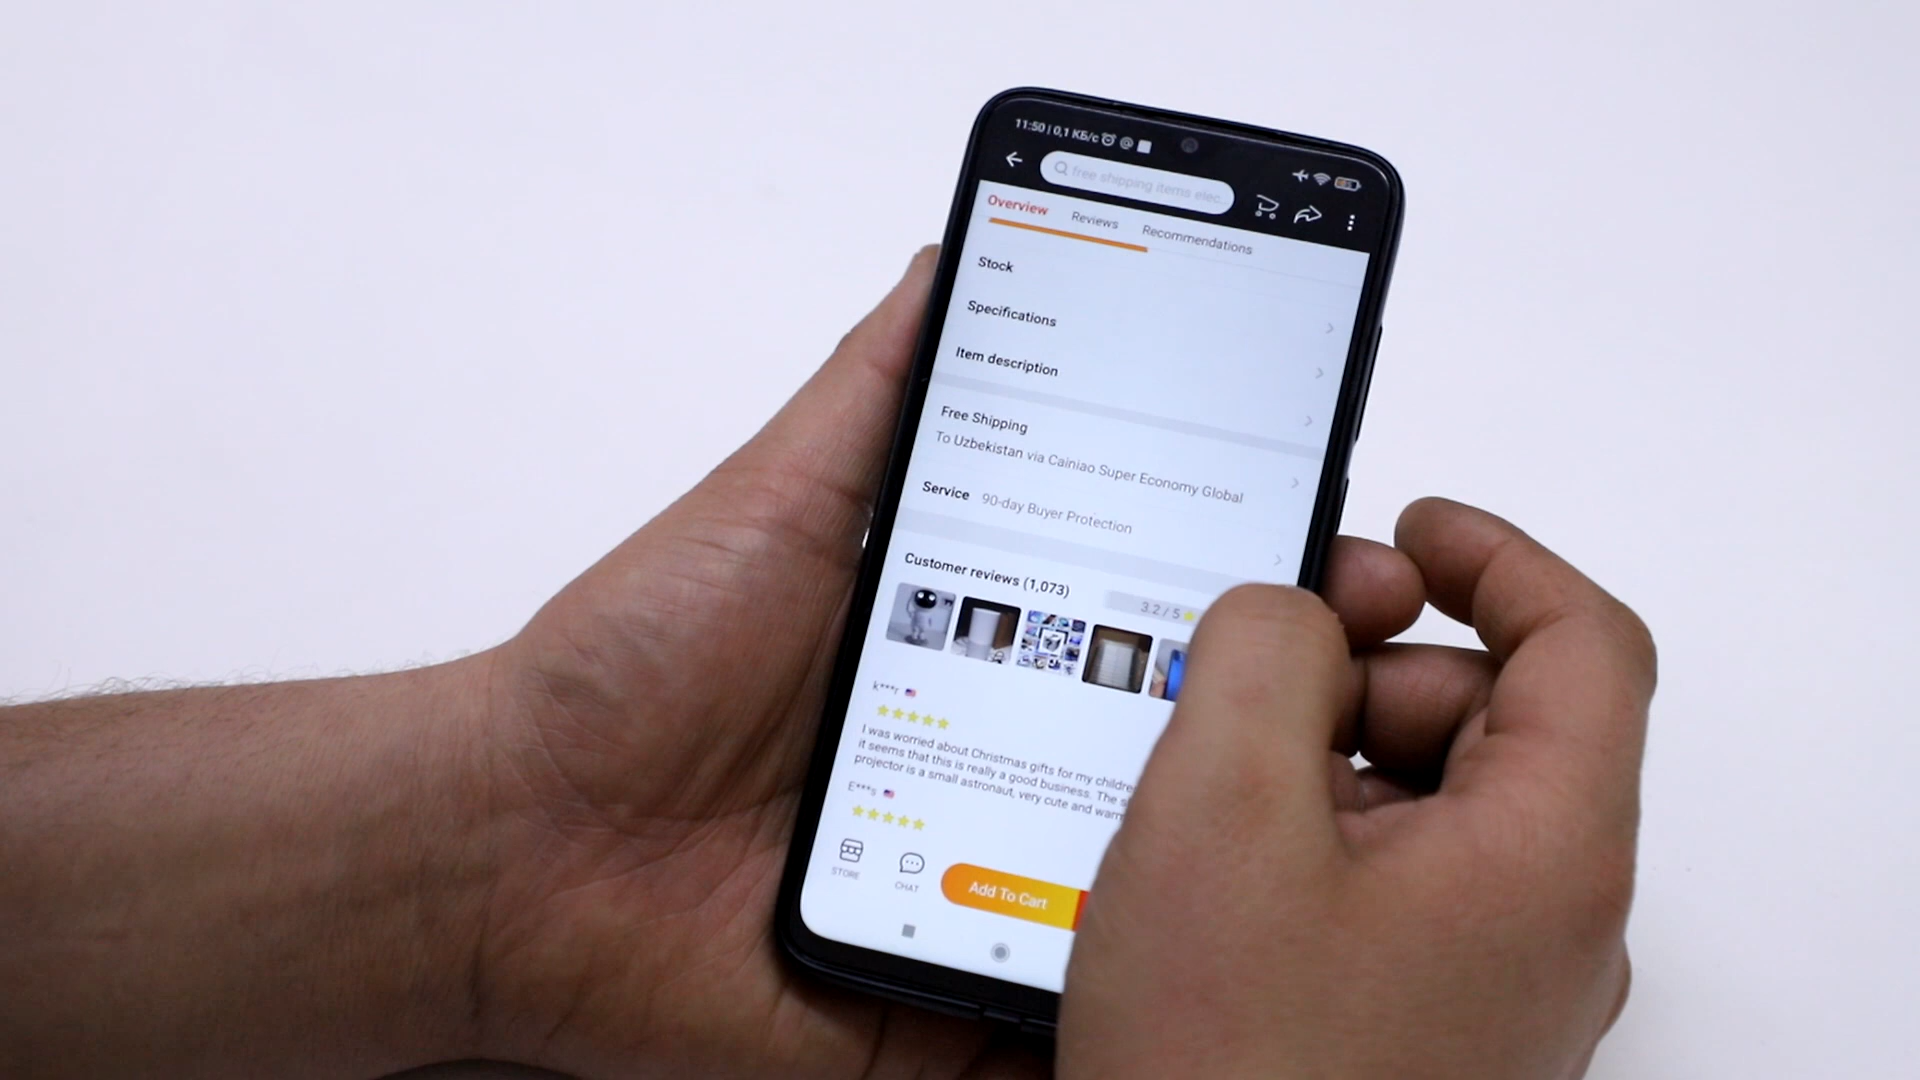 11:50 | 0,1 КБ/с
free shipping items elec...
Overview Reviews Recommendations
Stock
Specifications
Item description
Free Shipping
To Uzbekistan via Cainiao Super Economy Global
Service 90-day Buyer Protection
Customer reviews (1,073)
3.2 / 5
k***r
I was worried about Christmas gifts for my childre
it seems that this is really a good business. The s
projector is a small astronaut, very cute and warm
E***s
STORE
CHAT
Add To Cart